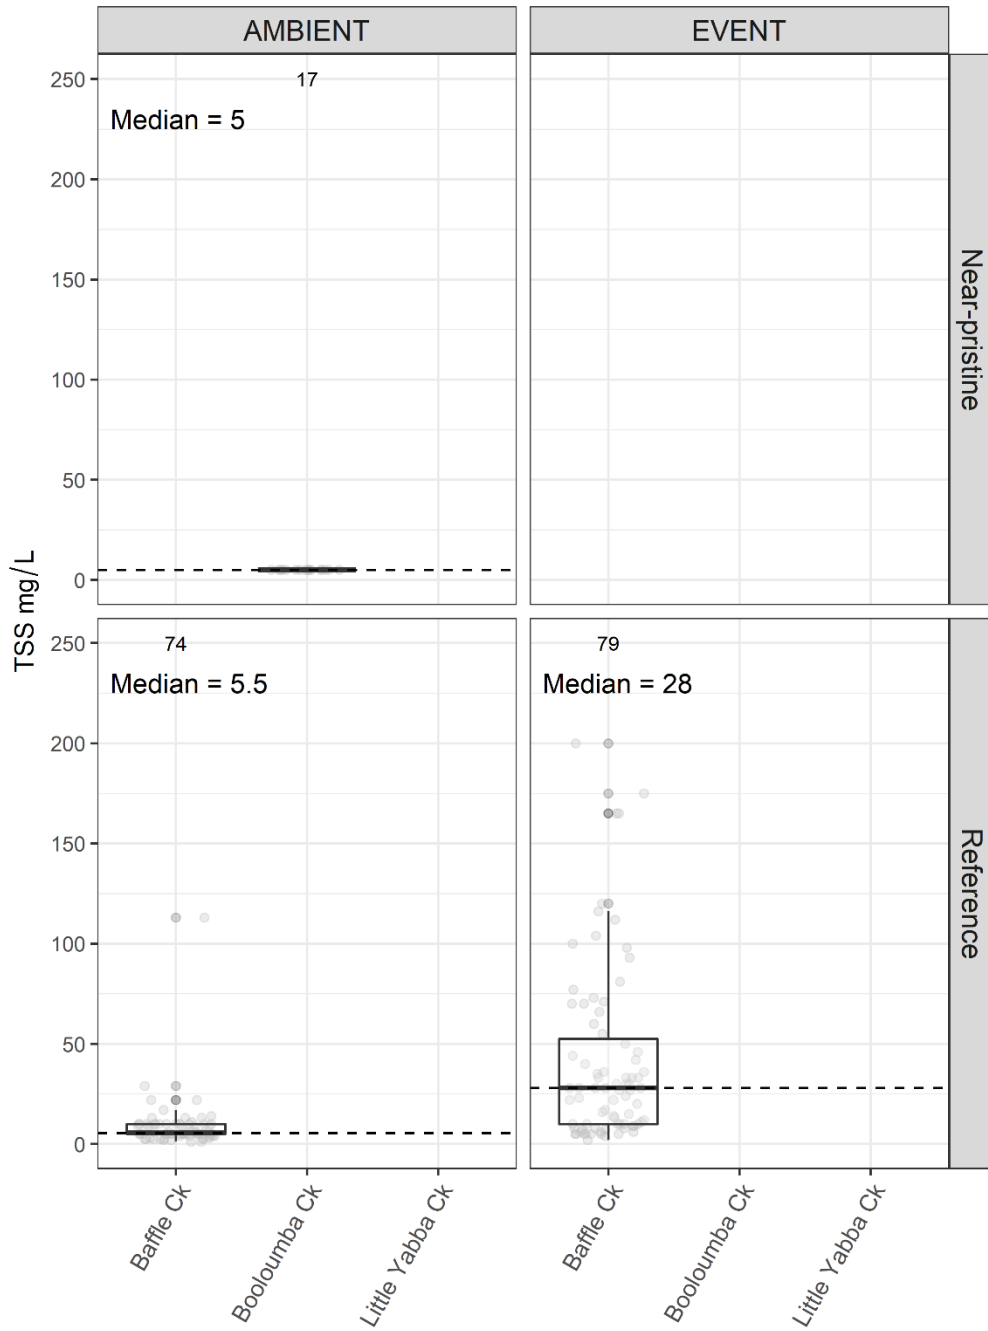 AMBIENT
EVENT
TSS mg/L
250
200
150
100
50
0
17
Median = 5
Near-pristine
250
200
150
100
50
0
74
Median = 5.5
79
Median = 28
Reference
Baffle Ck
Booloumba Ck
Little Yabba Ck
Baffle Ck
Booloumba Ck
Little Yabba Ck